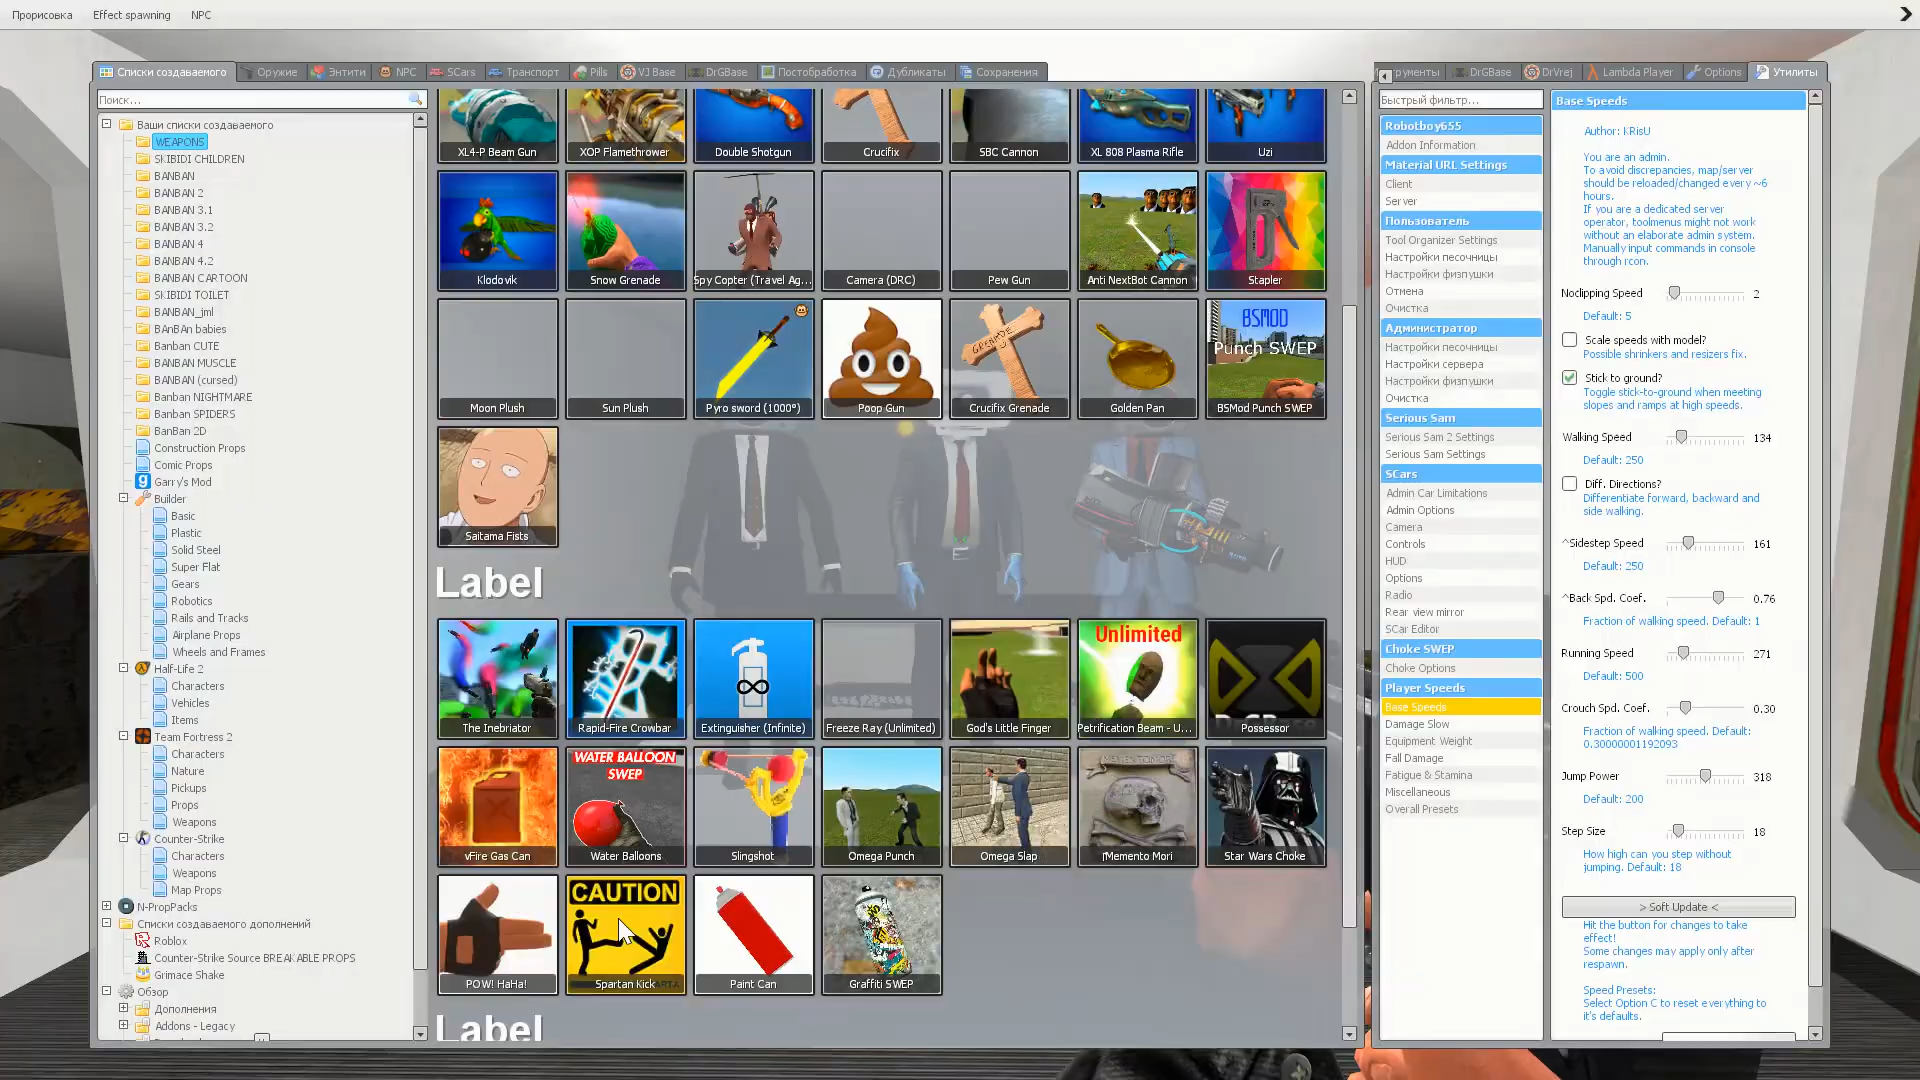 Прорисовка
Effect spawning
NPC
Списки создаваемого
Оружие
Энтити
NPC
SCars
Транспорт
Pills
VJ Base
DrGBase
Постобработка
Дубликаты
Сохранения
Поиск...
Ваши списки создаваемого
WEAPONS
SKIBIDI CHILDREN
BANBAN
BANBAN 2
BANBAN 3.1
BANBAN 3.2
BANBAN 4
BANBAN 4.2
BANBAN CARTOON
SKIBIDI TOILET
BANBAN_jml
BAnBAn babies
Banban CUTE
BANBAN MUSCLE
BANBAN (cursed)
Banban NIGHTMARE
Banban SPIDERS
BanBan 2D
Construction Props
Comic Props
Garry's Mod
Builder
Basic
Plastic
Solid Steel
Super Flat
Gears
Robotics
Rails and Tracks
Airplane Props
Wheels and Frames
Half-Life 2
Characters
Vehicles
Items
Team Fortress 2
Characters
Nature
Pickups
Props
Weapons
Counter-Strike
Characters
Weapons
Map Props
N-PropPacks
Списки создаваемого дополнений
Roblox
Counter-Strike Source BREAKABLE PROPS
Grimace Shake
Обзор
Дополнения
Addons - Legacy
XL4-P Beam Gun
XOP Flamethrower
Double Shotgun
Crucifix
SBC Cannon
XL 808 Plasma Rifle
Uzi
Klodovik
Snow Grenade
Spy Copter (Travel Ag...
Camera (DRC)
Pew Gun
Anti NextBot Cannon
Stapler
Moon Plush
Sun Plush
Pyro sword (1000°)
Poop Gun
GRENADE
Crucifix Grenade
Golden Pan
BSMOD
Punch SWEP
BSMod Punch SWEP
Saitama Fists
Label
The Inebriator
Rapid-Fire Crowbar
Extinguisher (Infinite)
Freeze Ray (Unlimited)
God's Little Finger
Unlimited
Petrification Beam - U...
Possessor
vFire Gas Can
WATER BALLOON
SWEP
Water Balloons
Slingshot
Omega Punch
Omega Slap
MEMENTO MORI
Memento Mori
Star Wars Choke
POW! HaHa!
CAUTION
Spartan Kick
Paint Can
Graffiti SWEP
Label
трументы
DrGBase
DrVrej
Lambda Player
Options
Утилиты
Быстрый фильтр...
Robotboy655
Addon Information
Material URL Settings
Client
Server
Пользователь
Tool Organizer Settings
Настройки песочницы
Настройки физпушки
Отмена
Очистка
Администратор
Настройки песочницы
Настройки сервера
Настройки физпушки
Очистка
Serious Sam
Serious Sam 2 Settings
Serious Sam Settings
SCars
Admin Car Limitations
Admin Options
Camera
Controls
HUD
Options
Radio
Rear view mirror
SCar Editor
Choke SWEP
Choke Options
Player Speeds
Base Speeds
Damage Slow
Equipment Weight
Fall Damage
Fatigue & Stamina
Miscellaneous
Overall Presets
Base Speeds
Author: KRisU
You are an admin.
To avoid discrepancies, map/server
should be reloaded/changed every ~6
hours.
If you are a dedicated server
operator, toolmenus might not work
without an elaborate admin system.
Manually input commands in console
through rcon.
Noclipping Speed 2
Default: 5
Scale speeds with model?
Possible shrinkers and resizers fix.
Stick to ground?
Toggle stick-to-ground when meeting
slopes and ramps at high speeds.
Walking Speed 134
Default: 250
Diff. Directions?
Differentiate forward, backward and
side walking.
^Sidestep Speed 161
Default: 250
^Back Spd. Coef. 0.76
Fraction of walking speed. Default: 1
Running Speed 271
Default: 500
Crouch Spd. Coef. 0.30
Fraction of walking speed. Default:
0.30000001192093
Jump Power 318
Default: 200
Step Size 18
How high can you step without
jumping. Default: 18
> Soft Update <
Hit the button for changes to take
effect!
Some changes may apply only after
respawn.
Speed Presets:
Select Option C to reset everything to
it's defaults.